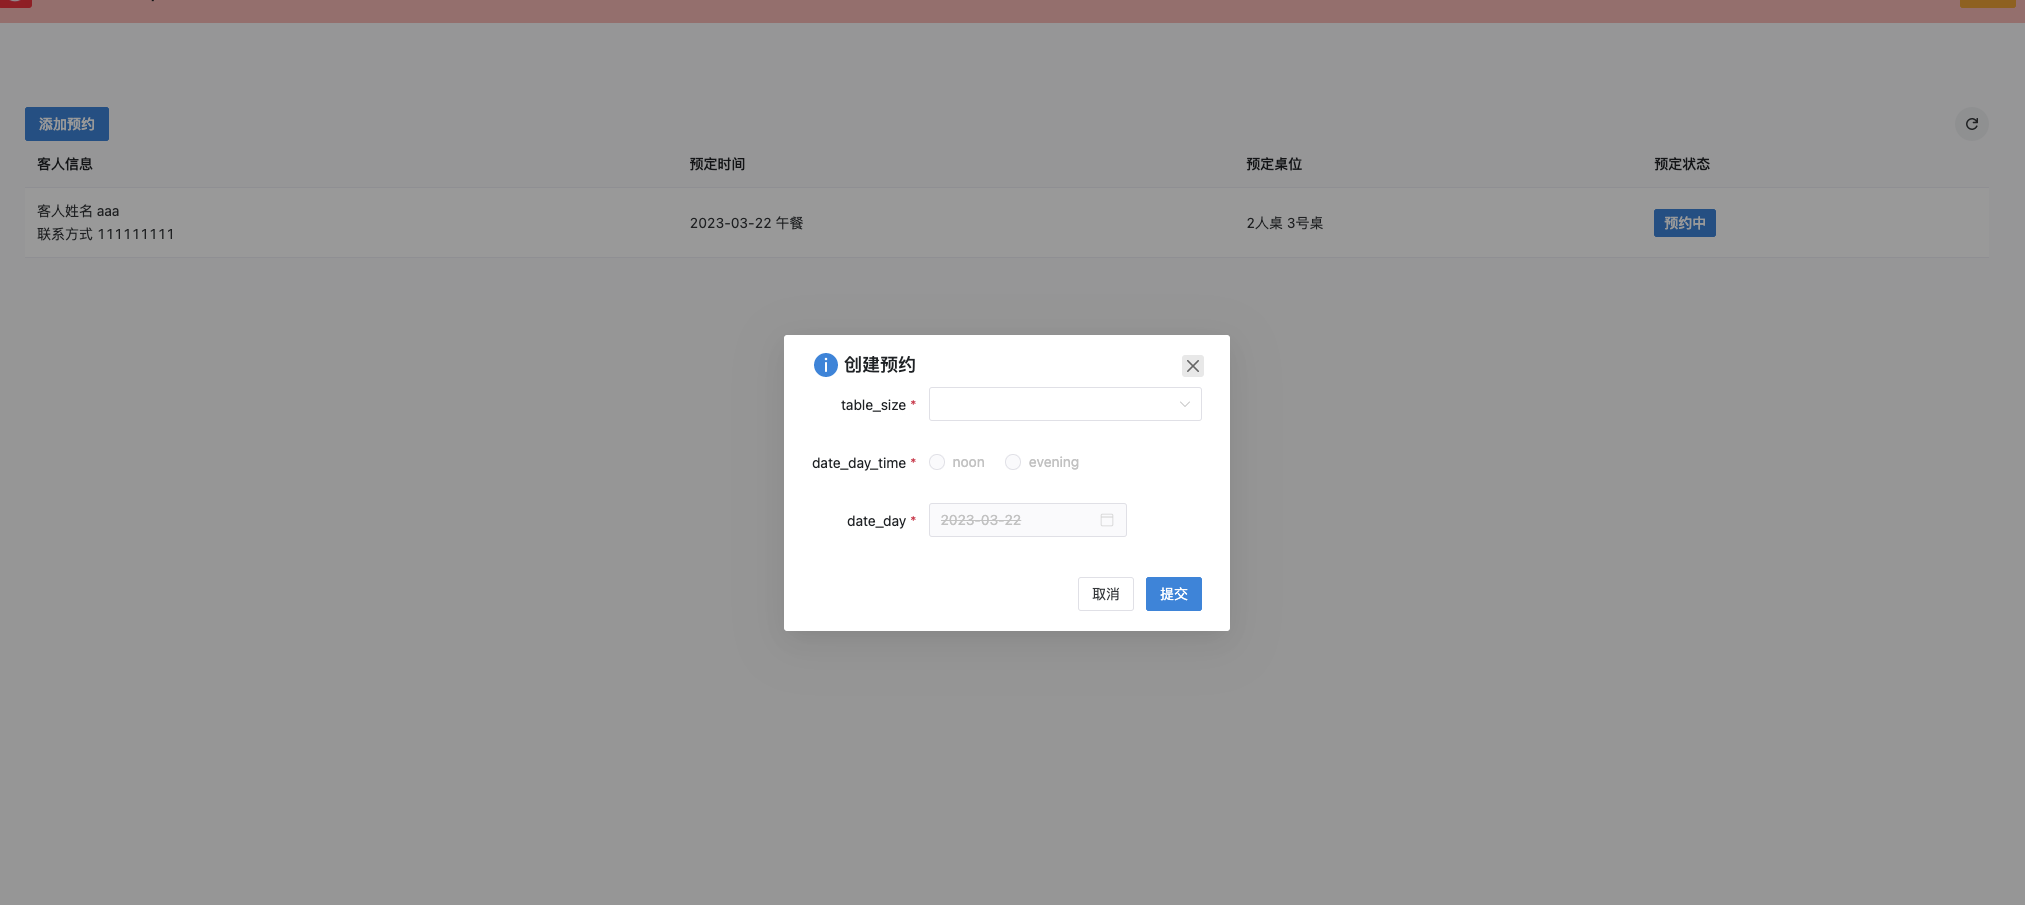 添加预约
客人信息 预定时间 预定桌位 预定状态
客人姓名 aaa
联系方式 111111111
2023-03-22 午餐
2人桌 3号桌
预约中
创建预约
table_size *
date_day_time * noon evening
date_day * 2023-03-22
取消 提交